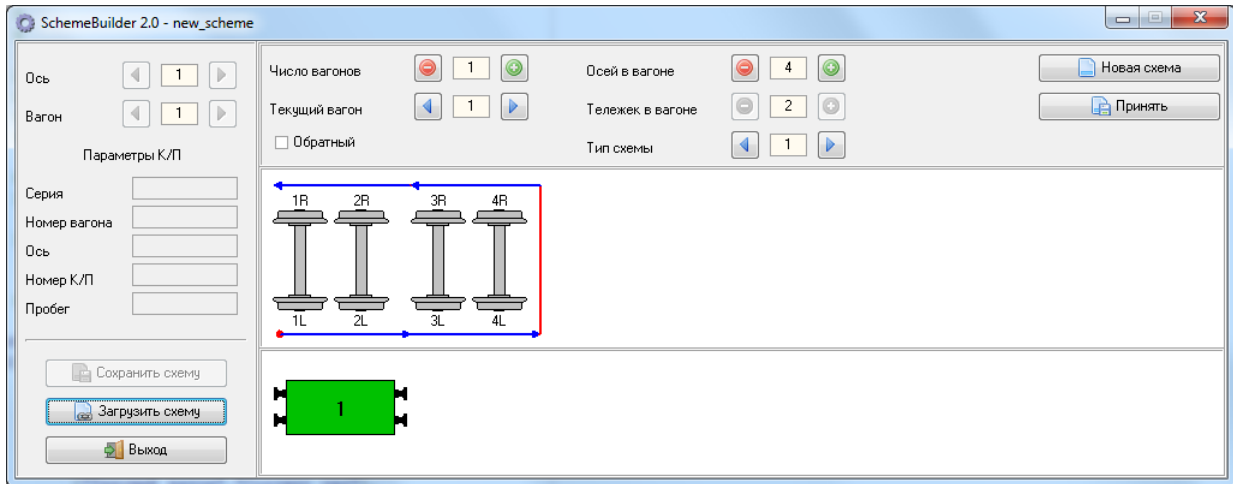 SchemeBuilder 2.0 - new_scheme
Ось 1
Вагон 1
Параметры К/П
Серия
Номер вагона
Ось
Номер К/П
Пробег
Сохранить схему
Загрузить схему
Выход
Число вагонов 1 Осей в вагоне 4 Новая схема
Текущий вагон 1 Тележек в вагоне 2 Принять
Обратный Тип схемы 1
1R 2R 3R 4R
1L 2L 3L 4L
1